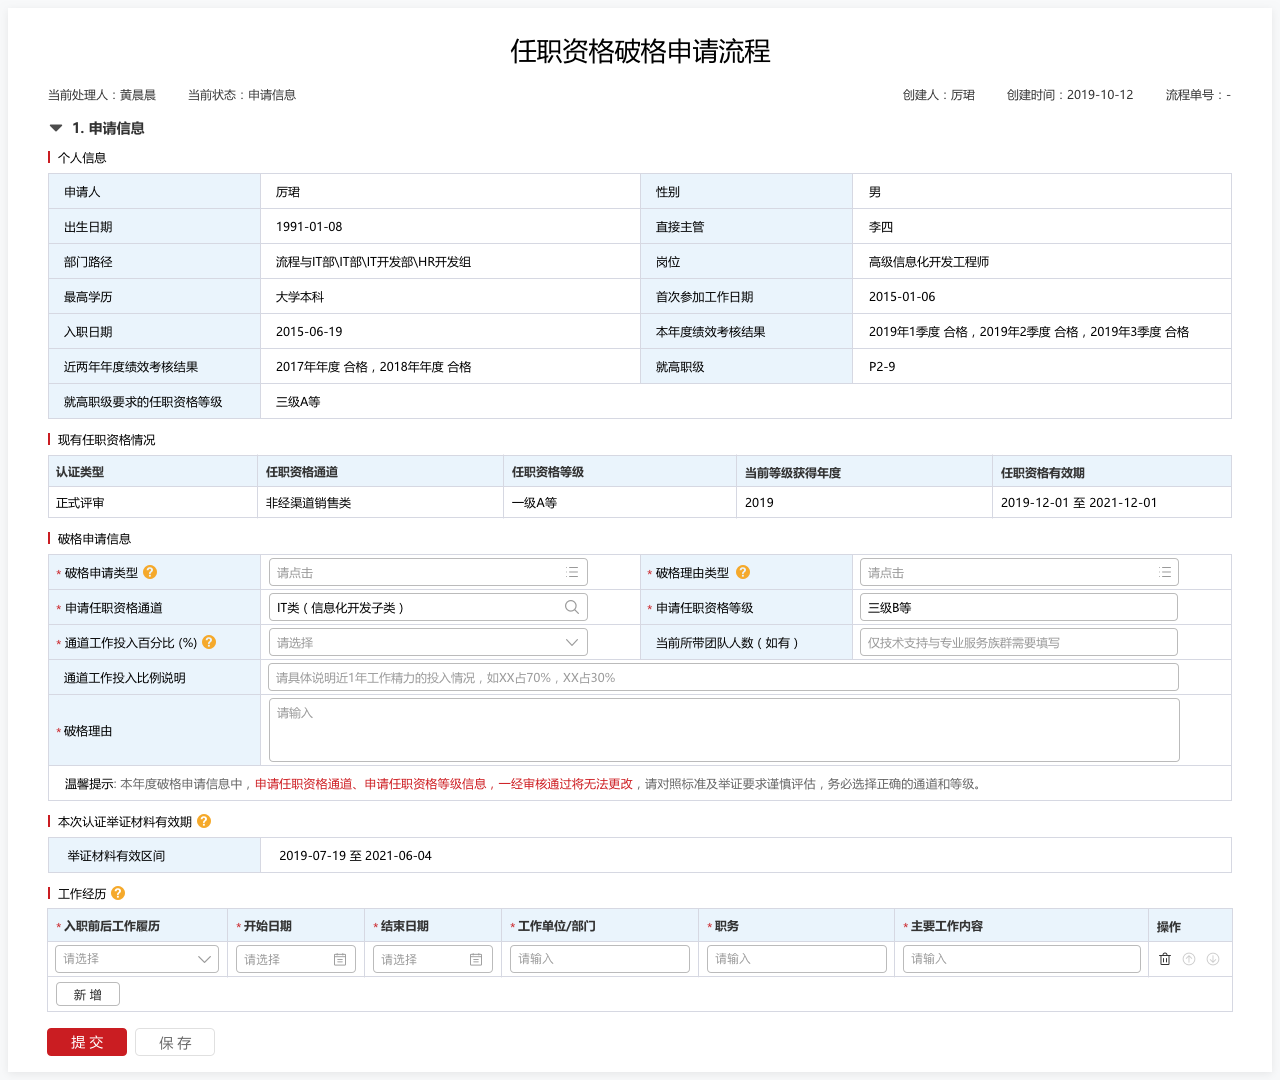 任职资格破格申请流程
当前处理人：黄晨晨 当前状态：申请信息 创建人：厉珺 创建时间：2019-10-12 流程单号：-
1. 申请信息
个人信息
申请人 厉珺 性别 男
出生日期 1991-01-08 直接主管 李四
部门路径 流程与IT部\IT部\IT开发部\HR开发组 岗位 高级信息化开发工程师
最高学历 大学本科 首次参加工作日期 2015-01-06
入职日期 2015-06-19 本年度绩效考核结果 2019年1季度 合格，2019年2季度 合格，2019年3季度 合格
近两年年度绩效考核结果 2017年年度 合格，2018年年度 合格 就高职级 P2-9
就高职级要求的任职资格等级 三级A等
现有任职资格情况
认证类型 任职资格通道 任职资格等级 当前等级获得年度 任职资格有效期
正式评审 非经渠道销售类 一级A等 2019 2019-12-01 至 2021-12-01
破格申请信息
* 破格申请类型 ? 请点击 * 破格理由类型 ? 请点击
* 申请任职资格通道 IT类（信息化开发子类） * 申请任职资格等级 三级B等
* 通道工作投入百分比 (%) ? 请选择 当前所带团队人数（如有） 仅技术支持与专业服务族群需要填写
通道工作投入比例说明 请具体说明近1年工作精力的投入情况，如XX占70%，XX占30%
* 破格理由 请输入
温馨提示: 本年度破格申请信息中，申请任职资格通道、申请任职资格等级信息，一经审核通过将无法更改，请对照标准及举证要求谨慎评估，务必选择正确的通道和等级。
本次认证举证材料有效期 ?
举证材料有效区间 2019-07-19 至 2021-06-04
工作经历 ?
* 入职前后工作履历 * 开始日期 * 结束日期 * 工作单位/部门 * 职务 * 主要工作内容 操作
请选择 请选择 请选择 请输入 请输入 请输入
新 增
提 交 保 存